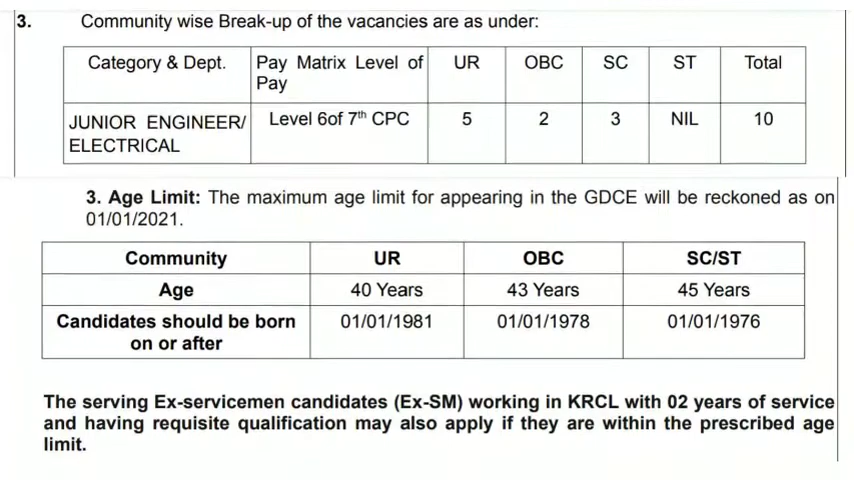 3. Community wise Break-up of the vacancies are as under:
Category & Dept. Pay Matrix Level of Pay UR OBC SC ST Total
JUNIOR ENGINEER/ ELECTRICAL Level 6of 7th CPC 5 2 3 NIL 10
3. Age Limit: The maximum age limit for appearing in the GDCE will be reckoned as on
01/01/2021.
Community UR OBC SC/ST
Age 40 Years 43 Years 45 Years
Candidates should be born on or after 01/01/1981 01/01/1978 01/01/1976
The serving Ex-servicemen candidates (Ex-SM) working in KRCL with 02 years of service
and having requisite qualification may also apply if they are within the prescribed age
limit.